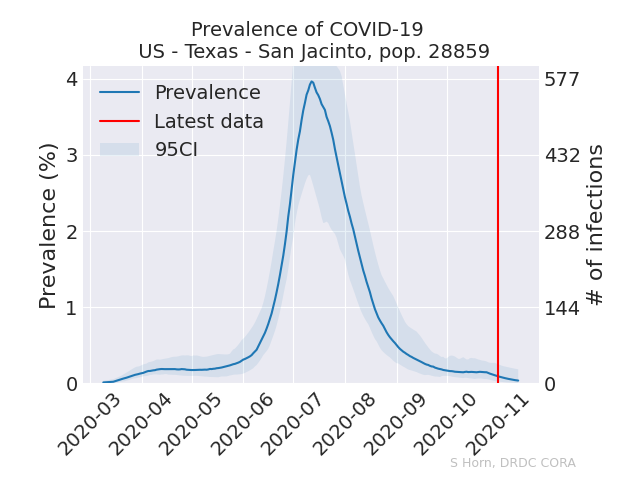 Prevalence of COVID-19
US - Texas - San Jacinto, pop. 28859
Prevalence
Latest data
95CI
Prevalence (%)
4
3
2
1
0
# of infections
577
432
288
144
0
2020-03
2020-04
2020-05
2020-06
2020-07
2020-08
2020-09
2020-10
2020-11
S Horn, DRDC CORA